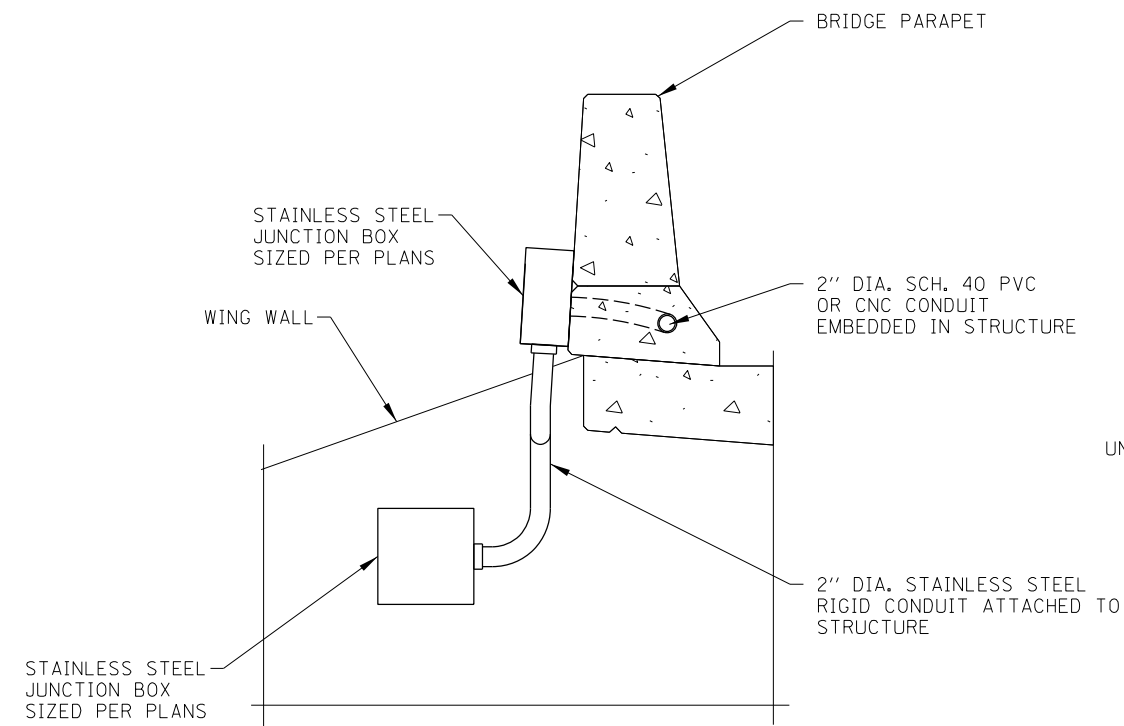 BRIDGE PARAPET
STAINLESS STEEL
JUNCTION BOX
SIZED PER PLANS
2'' DIA. SCH. 40 PVC
OR CNC CONDUIT
EMBEDDED IN STRUCTURE
WING WALL
UN
2'' DIA. STAINLESS STEEL
RIGID CONDUIT ATTACHED TO
STRUCTURE
STAINLESS STEEL
JUNCTION BOX
SIZED PER PLANS